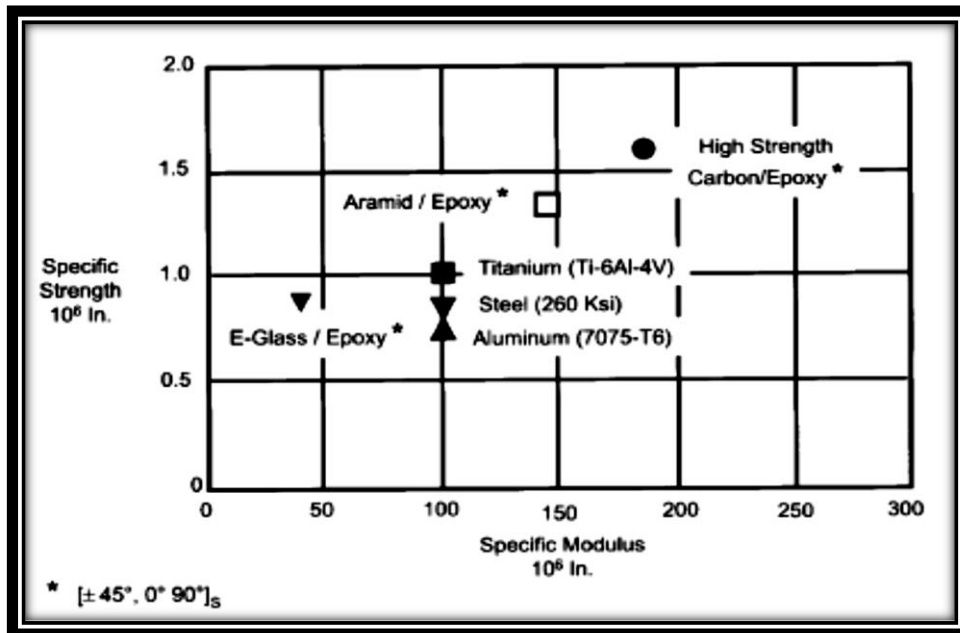 2.0
1.5
1.0
0.5
0
Specific
Strength
10⁶ In.
High Strength
Carbon/Epoxy *
Aramid / Epoxy *
Titanium (Ti-6Al-4V)
Steel (260 Ksi)
E-Glass / Epoxy *
Aluminum (7075-T6)
0 50 100 150 200 250 300
Specific Modulus
10⁶ In.
* [±45°, 0° 90°]s